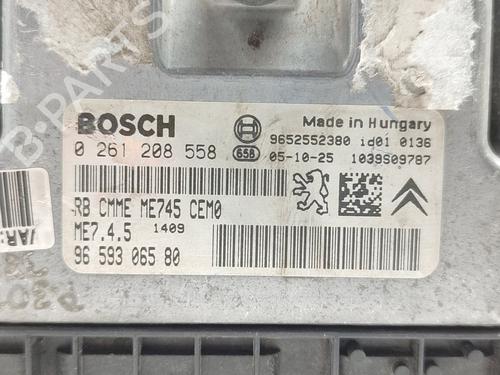 BOSCH
Made in Hungary
0 261 208 558
658
9652552380 id01 0136
05-10-25 1039S09787
RB CMME ME745 CEM0
ME7.4.5 1409
96 593 065 80
B-Parts